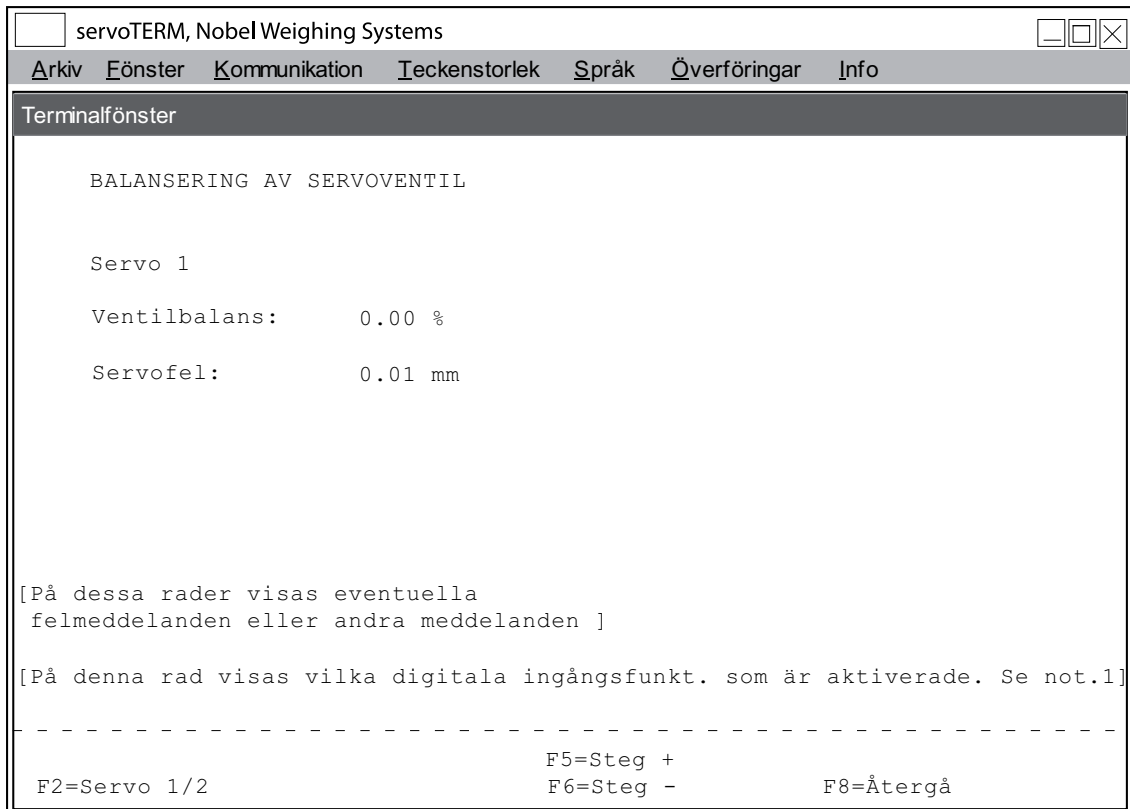 servoTERM, Nobel Weighing Systems
Arkiv Fönster Kommunikation Teckenstorlek Språk Överföringar Info
Terminalfönster
BALANSERING AV SERVOVENTIL
Servo 1
Ventilbalans: 0.00 %
Servofel: 0.01 mm
[På dessa rader visas eventuella
felmeddelanden eller andra meddelanden ]
[På denna rad visas vilka digitala ingångsfunkt. som är aktiverade. Se not.1]
F5=Steg +
F2=Servo 1/2 F6=Steg - F8=Återgå